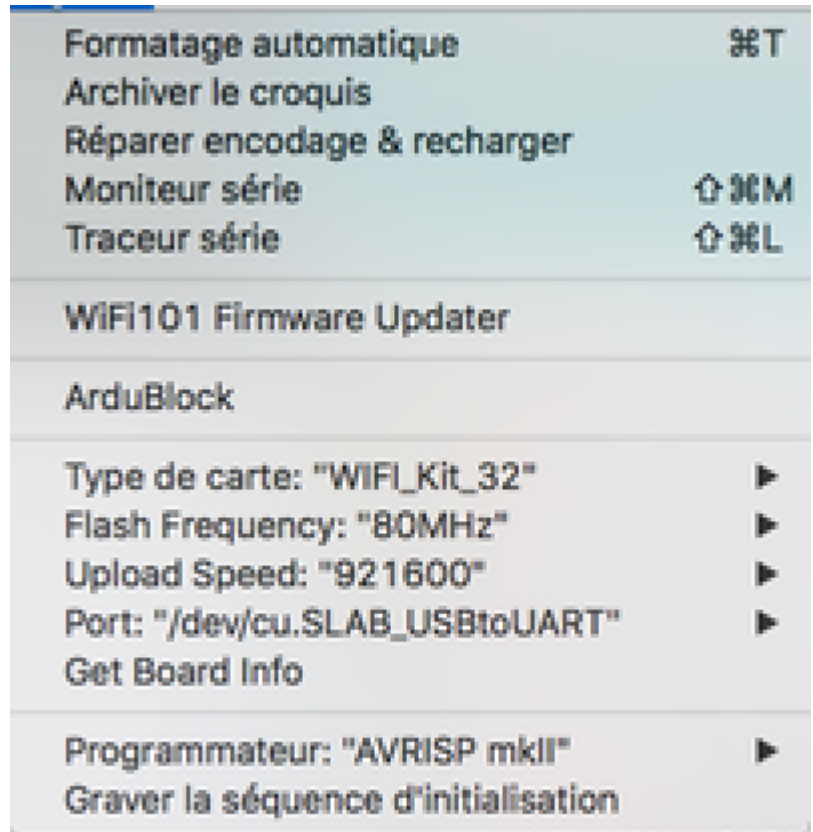 Formatage automatique ⌘T
Archiver le croquis
Réparer encodage & recharger
Moniteur série ⇧⌘M
Traceur série ⇧⌘L
WiFi101 Firmware Updater
ArduBlock
Type de carte: "WIFI_Kit_32" ▶
Flash Frequency: "80MHz" ▶
Upload Speed: "921600" ▶
Port: "/dev/cu.SLAB_USBtoUART" ▶
Get Board Info
Programmateur: "AVRISP mkII" ▶
Graver la séquence d'initialisation